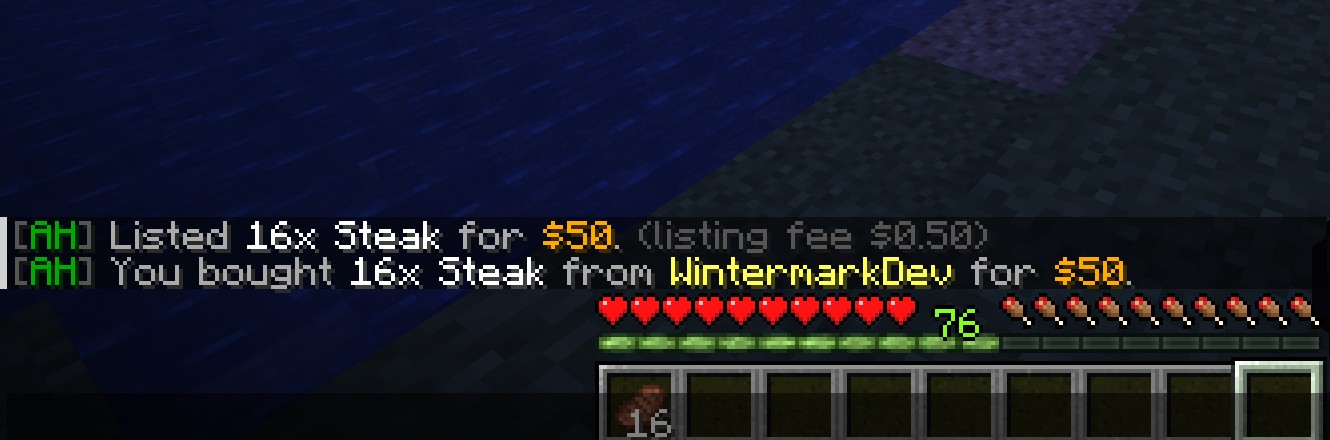 [AH] Listed 16x Steak for $50. (listing fee $0.50)
[AH] You bought 16x Steak from WintermarkDev for $50.
76
16